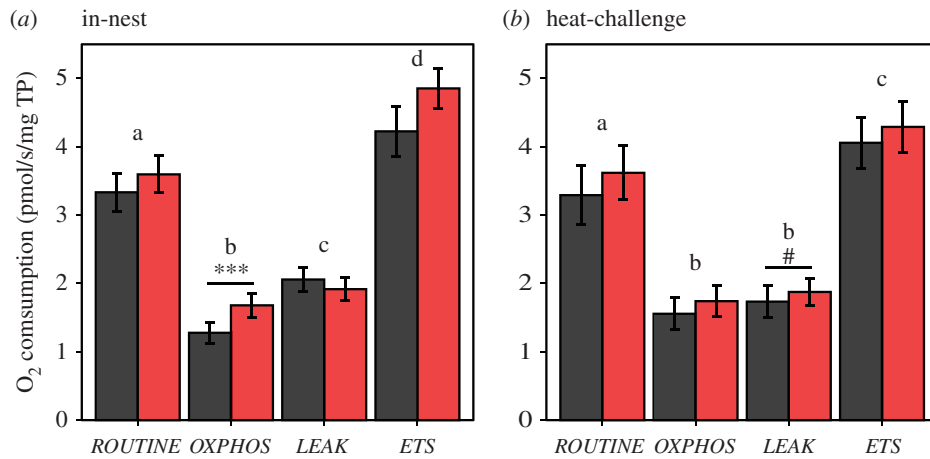 (a) in-nest
(b) heat-challenge
O2 comsumption (pmol/s/mg TP)
5
4
3
2
1
0
a
b
***
c
d
ROUTINE OXPHOS LEAK ETS
5
4
3
2
1
0
a
b
b
#
c
ROUTINE OXPHOS LEAK ETS